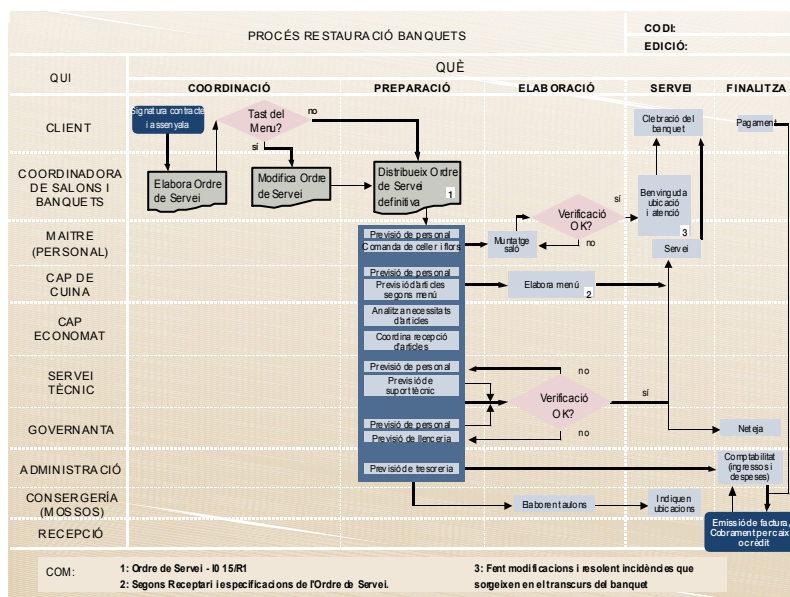 PROCÉS RESTAURACIÓ BANQUETS
CODI:
EDICIÓ:
QUI
QUÈ
COORDINACIÓ
PREPARACIÓ
ELABORACIÓ
SERVEI
FINALITZA
CLIENT
Signatura contracte
i assenyala
Tast del
Menu?
no
sí
Clebració del
banquet
Pagament
COORDINADORA
DE SALONS I
BANQUETS
Elabora Ordre
de Servei
Modifica Ordre
de Servei
Distribueix Ordre
de Servei
definitiva
1
Verificació
OK?
sí
no
Benvinguda
ubicació
i atenció
3
MAITRE
(PERSONAL)
Previsió de personal
Comanda de celler i flors
Muntatge
saló
Servei
CAP DE
CUINA
Previsió de personal
Previsió d'articles
segons menú
Elabora menú
2
CAP
ECONOMAT
Analitza necessitats
d'articles
Coordina recepció
d'articles
SERVEI
TÈCNIC
Previsió de personal
Previsió de
suport tècnic
no
Verificació
OK?
sí
no
GOVERNANTA
Previsió de personal
Previsió de llenceria
Neteja
ADMINISTRACIÓ
Previsió de tresoreria
Comptabilitat
(ingressos i
despeses)
CONSERGERÍA
(MOSSOS)
Elaboren taulons
Indiquen
ubicacions
RECEPCIÓ
Emissió de factura,
Cobrament per caix
o crèdit
COM:
1: Ordre de Servei - I0 15/R1
2: Segons Receptari i especificacions de l'Ordre de Servei.
3: Fent modificacions i resolent incidències que
sorgeixen en el transcurs del banquet